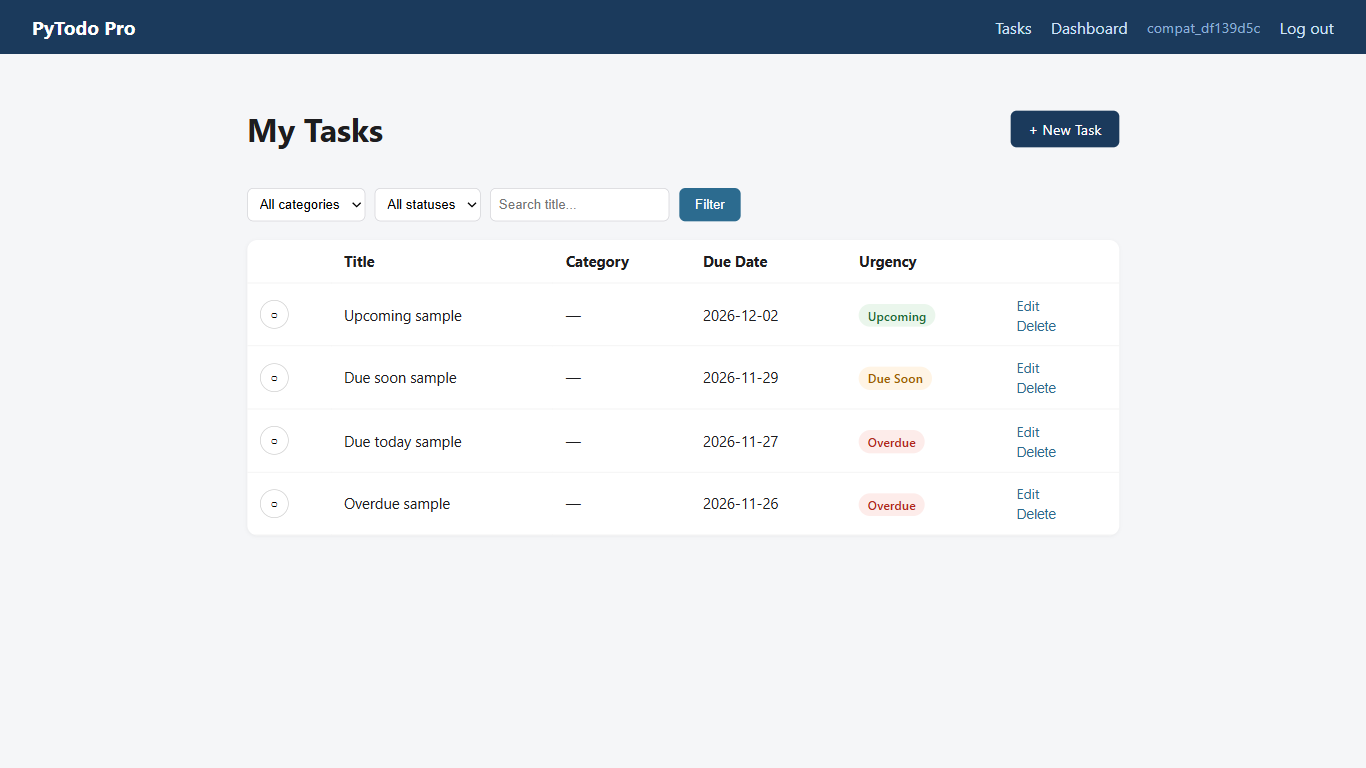 PyTodo Pro
Tasks Dashboard compat_df139d5c Log out
My Tasks
+ New Task
All categories All statuses Search title... Filter
Title Category Due Date Urgency
Upcoming sample — 2026-12-02 Upcoming Edit
Delete
Due soon sample — 2026-11-29 Due Soon Edit
Delete
Due today sample — 2026-11-27 Overdue Edit
Delete
Overdue sample — 2026-11-26 Overdue Edit
Delete